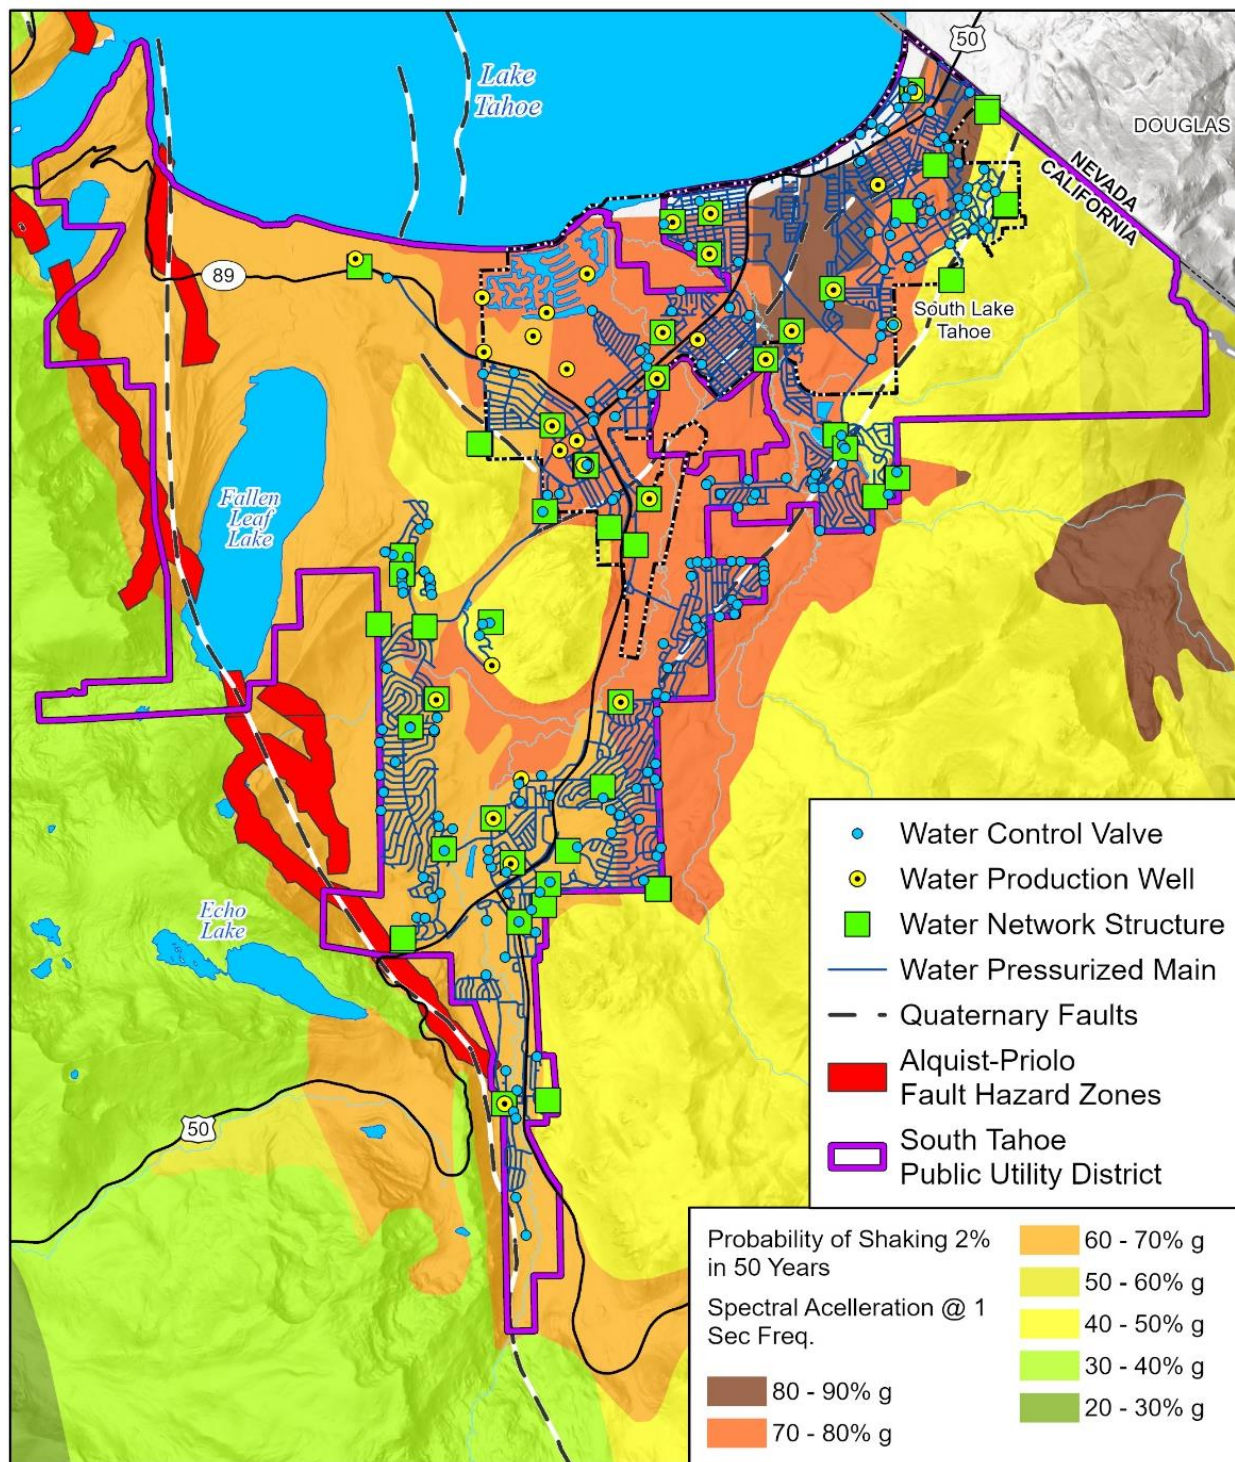 50
Lake
Tahoe
DOUGLAS
NEVADA
CALIFORNIA
89
South Lake
Tahoe
Fallen
Leaf
Lake
Echo
Lake
50
Water Control Valve
Water Production Well
Water Network Structure
Water Pressurized Main
Quaternary Faults
Alquist-Priolo
Fault Hazard Zones
South Tahoe
Public Utility District
Probability of Shaking 2%
in 50 Years
Spectral Acelleration @ 1
Sec Freq.
80 - 90% g
70 - 80% g
60 - 70% g
50 - 60% g
40 - 50% g
30 - 40% g
20 - 30% g